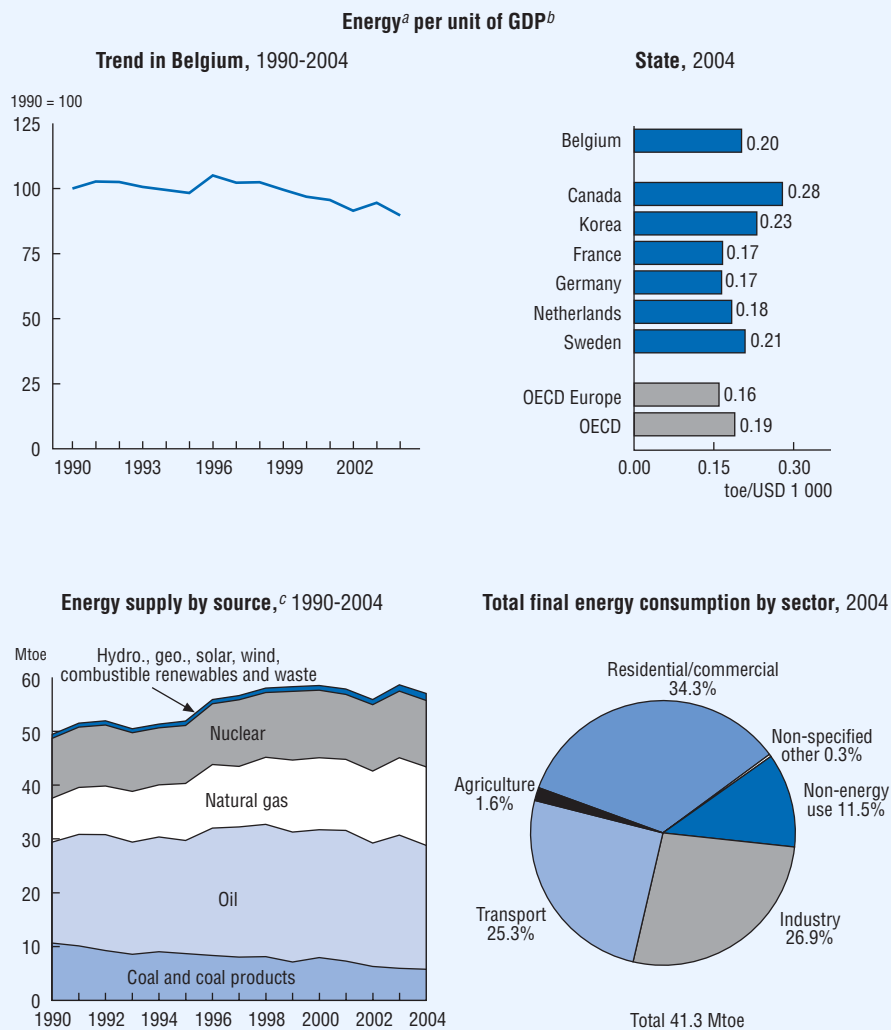 Energyᵃ per unit of GDPᵇ
Trend in Belgium, 1990-2004
1990 = 100
125
100
75
50
25
0
1990
1993
1996
1999
2002
State, 2004
Belgium
0.20
Canada
0.28
Korea
0.23
France
0.17
Germany
0.17
Netherlands
0.18
Sweden
0.21
OECD Europe
0.16
OECD
0.19
0.00
0.15
0.30
toe/USD 1 000
Energy supply by source,ᶜ 1990-2004
Mtoe
Hydro., geo., solar, wind,
combustible renewables and waste
60
50
40
30
20
10
0
Nuclear
Natural gas
Oil
Coal and coal products
1990
1992
1994
1996
1998
2000
2002
2004
Total final energy consumption by sector, 2004
Residential/commercial
34.3%
Non-specified
other 0.3%
Non-energy
use 11.5%
Agriculture
1.6%
Transport
25.3%
Industry
26.9%
Total 41.3 Mtoe